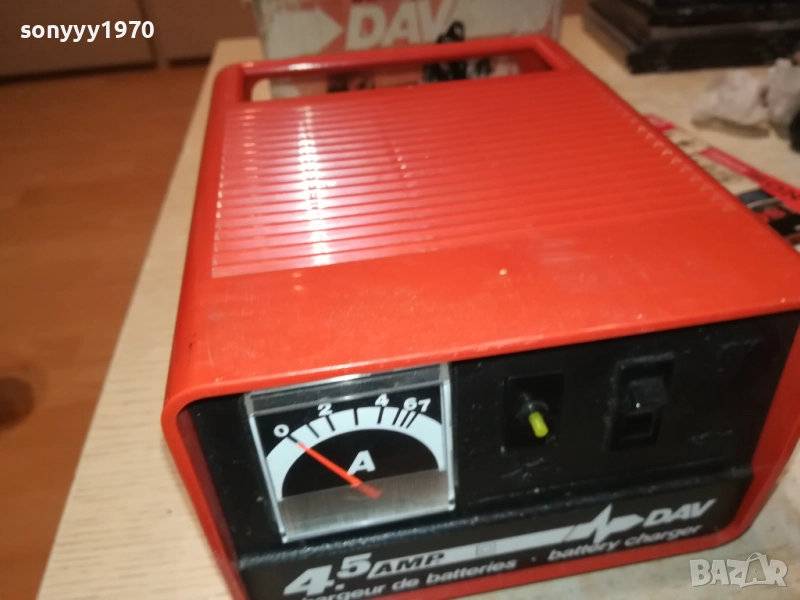 sonyyy1970
DAV
0 2 4 6 7
A
DAV
4.5 AMP
chargeur de batteries · battery charger
BAZAR